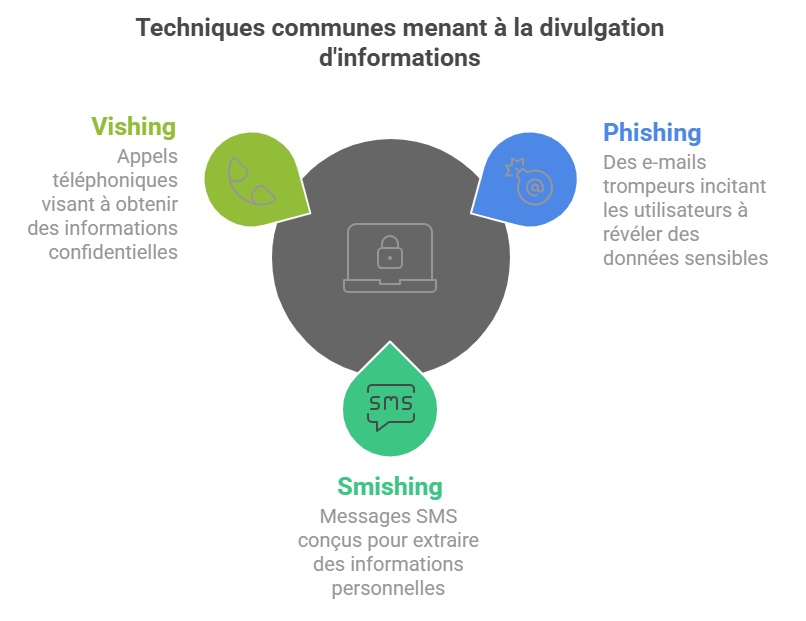 Techniques communes menant à la divulgation
d'informations
Vishing
Appels
téléphoniques
visant à obtenir
des informations
confidentielles
Phishing
Des e-mails
trompeurs incitant
les utilisateurs à
révéler des
données sensibles
SMS
Smishing
Messages SMS
conçus pour extraire
des informations
personnelles